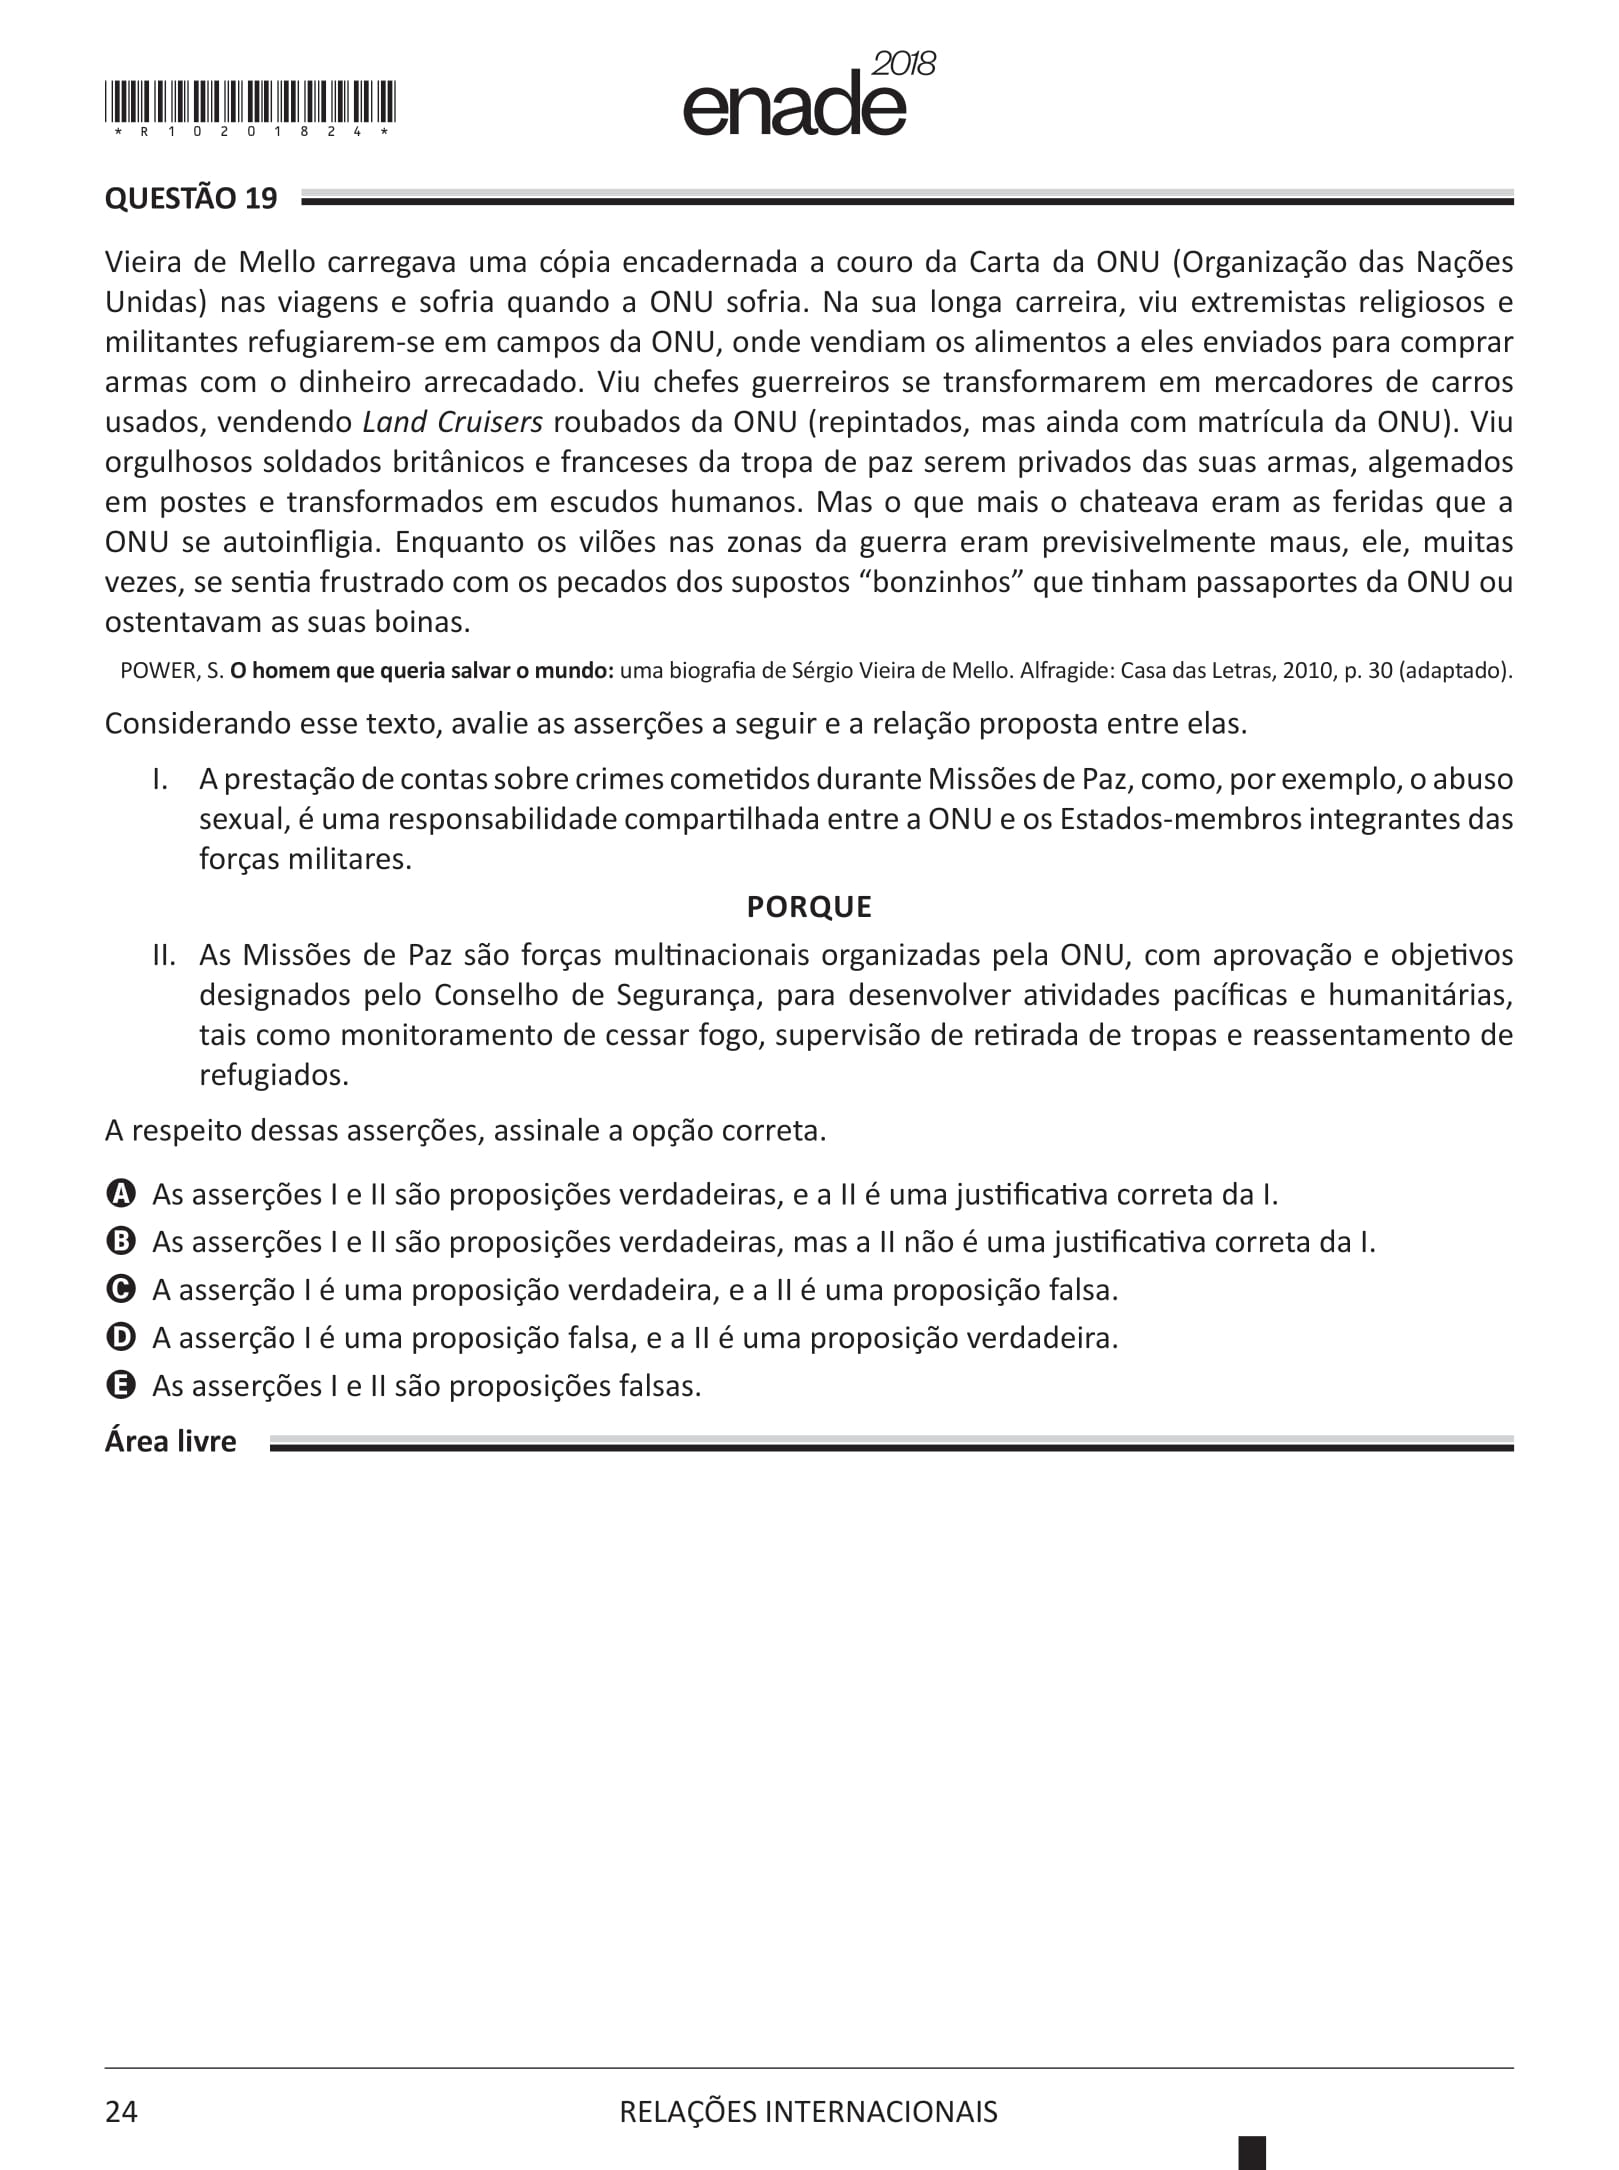 *R10201824*
enade2018
QUESTÃO 19
Vieira de Mello carregava uma cópia encadernada a couro da Carta da ONU (Organização das Nações
Unidas) nas viagens e sofria quando a ONU sofria. Na sua longa carreira, viu extremistas religiosos e
militantes refugiarem-se em campos da ONU, onde vendiam os alimentos a eles enviados para comprar
armas com o dinheiro arrecadado. Viu chefes guerreiros se transformarem em mercadores de carros
usados, vendendo Land Cruisers roubados da ONU (repintados, mas ainda com matrícula da ONU). Viu
orgulhosos soldados britânicos e franceses da tropa de paz serem privados das suas armas, algemados
em postes e transformados em escudos humanos. Mas o que mais o chateava eram as feridas que a
ONU se autoinfligia. Enquanto os vilões nas zonas da guerra eram previsivelmente maus, ele, muitas
vezes, se sentia frustrado com os pecados dos supostos “bonzinhos” que tinham passaportes da ONU ou
ostentavam as suas boinas.
POWER, S. O homem que queria salvar o mundo: uma biografia de Sérgio Vieira de Mello. Alfragide: Casa das Letras, 2010, p. 30 (adaptado).
Considerando esse texto, avalie as asserções a seguir e a relação proposta entre elas.
I. A prestação de contas sobre crimes cometidos durante Missões de Paz, como, por exemplo, o abuso
sexual, é uma responsabilidade compartilhada entre a ONU e os Estados-membros integrantes das
forças militares.
PORQUE
II. As Missões de Paz são forças multinacionais organizadas pela ONU, com aprovação e objetivos
designados pelo Conselho de Segurança, para desenvolver atividades pacíficas e humanitárias,
tais como monitoramento de cessar fogo, supervisão de retirada de tropas e reassentamento de
refugiados.
A respeito dessas asserções, assinale a opção correta.
A As asserções I e II são proposições verdadeiras, e a II é uma justificativa correta da I.
B As asserções I e II são proposições verdadeiras, mas a II não é uma justificativa correta da I.
C A asserção I é uma proposição verdadeira, e a II é uma proposição falsa.
D A asserção I é uma proposição falsa, e a II é uma proposição verdadeira.
E As asserções I e II são proposições falsas.
Área livre
24
RELAÇÕES INTERNACIONAIS